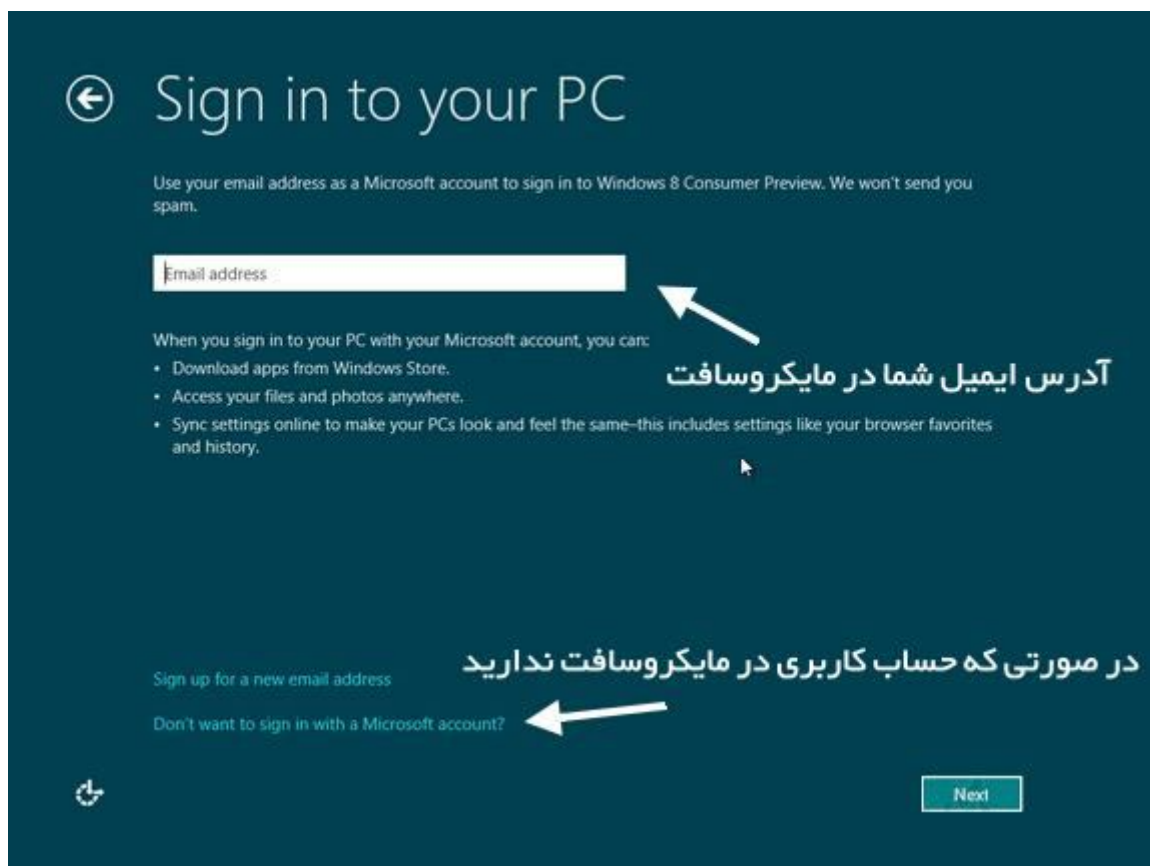 Sign in to your PC
Use your email address as a Microsoft account to sign in to Windows 8 Consumer Preview. We won't send you
spam.
Email address
When you sign in to your PC with your Microsoft account, you can:
• Download apps from Windows Store.
آدرس ایمیل شما در مایکروسافت
• Access your files and photos anywhere.
• Sync settings online to make your PCs look and feel the same–this includes settings like your browser favorites
and history.
در صورتی که حساب کاربری در مایکروسافت ندارید
Sign up for a new email address
Don't want to sign in with a Microsoft account?
Next